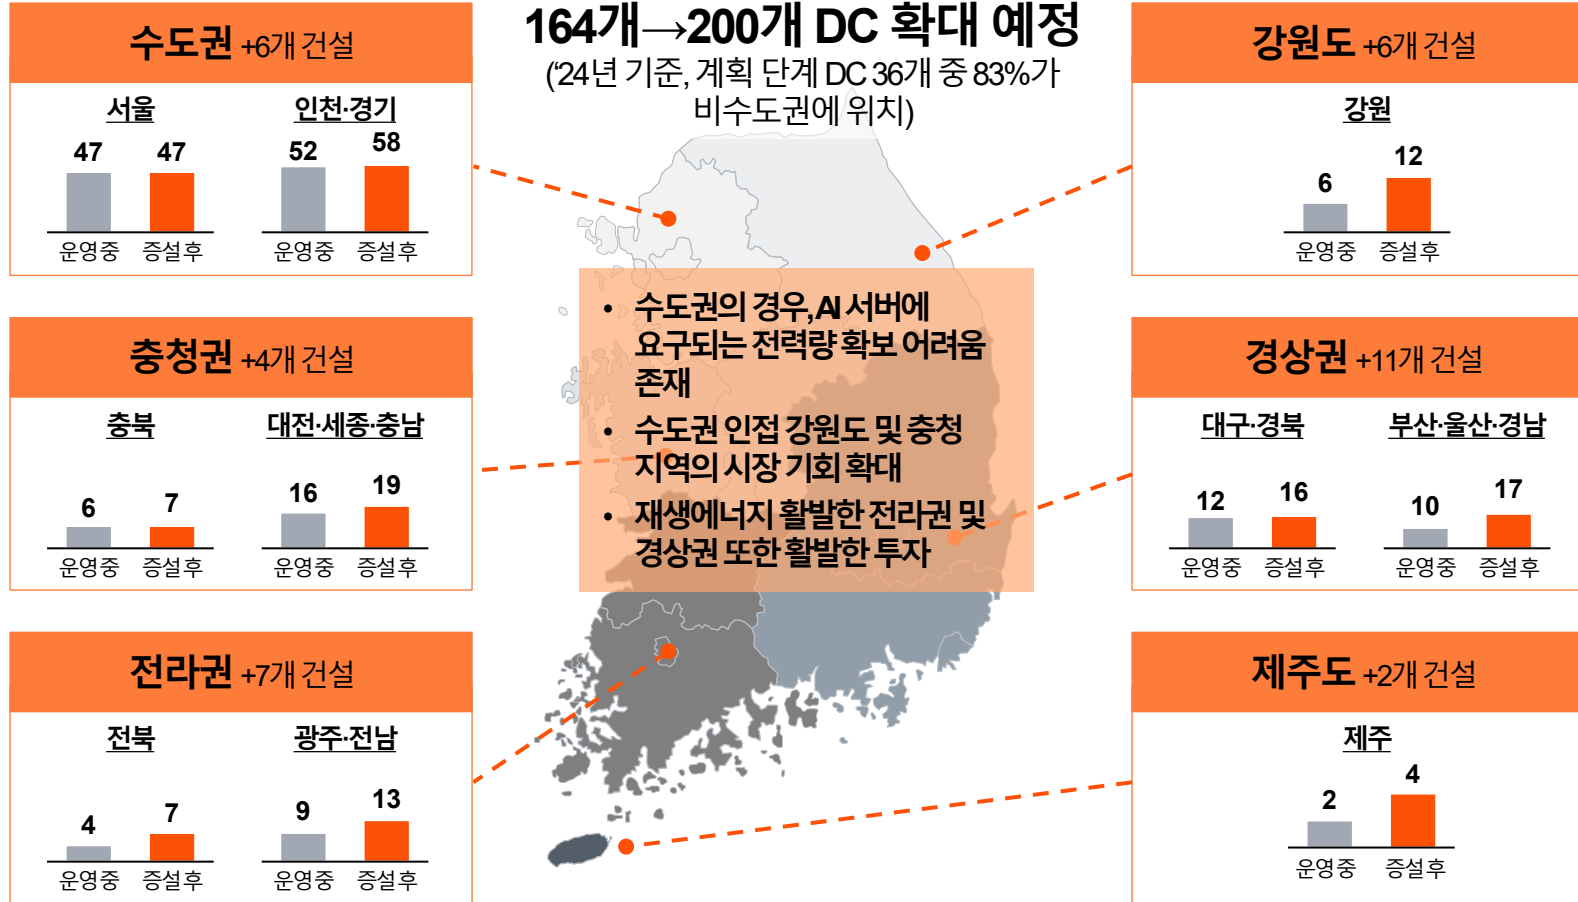 164개→200개 DC 확대 예정
(‘24년 기준, 계획 단계 DC 36개 중 83%가
비수도권에 위치)
수도권 +6개 건설
서울
47
47
운영중
증설후
인천·경기
52
58
운영중
증설후
강원도 +6개 건설
강원
6
12
운영중
증설후
충청권 +4개 건설
충북
6
7
운영중
증설후
대전·세종·충남
16
19
운영중
증설후
• 수도권의 경우, AI 서버에
요구되는 전력량 확보 어려움
존재
• 수도권 인접 강원도 및 충청
지역의 시장 기회 확대
• 재생에너지 활발한 전라권 및
경상권 또한 활발한 투자
경상권 +11개 건설
대구·경북
12
16
운영중
증설후
부산·울산·경남
10
17
운영중
증설후
전라권 +7개 건설
전북
4
7
운영중
증설후
광주·전남
9
13
운영중
증설후
제주도 +2개 건설
제주
2
4
운영중
증설후